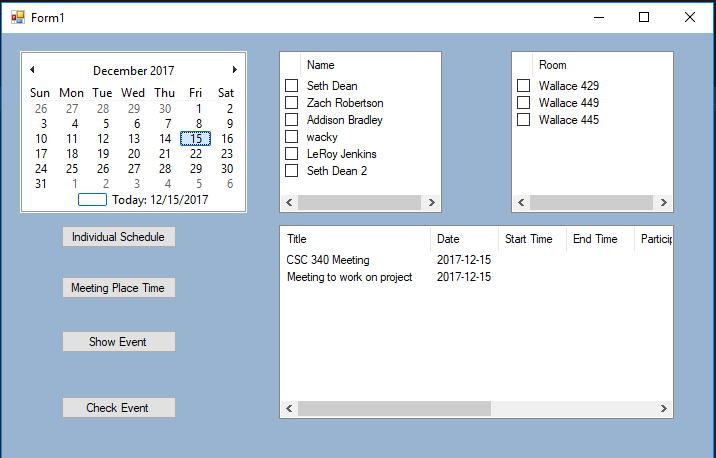 Form1
December 2017
Sun Mon Tue Wed Thu Fri Sat
26 27 28 29 30 1 2
3 4 5 6 7 8 9
10 11 12 13 14 15 16
17 18 19 20 21 22 23
24 25 26 27 28 29 30
31 1 2 3 4 5 6
Today: 12/15/2017
Name
Seth Dean
Zach Robertson
Addison Bradley
wacky
LeRoy Jenkins
Seth Dean 2
Room
Wallace 429
Wallace 449
Wallace 445
Individual Schedule
Meeting Place Time
Show Event
Check Event
Title Date Start Time End Time Particip
CSC 340 Meeting 2017-12-15
Meeting to work on project 2017-12-15